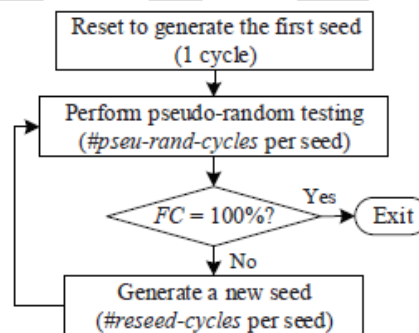 Reset to generate the first seed
(1 cycle)
Perform pseudo-random testing
(#pseu-rand-cycles per seed)
FC = 100%?
Yes
Exit
No
Generate a new seed
(#reseed-cycles per seed)